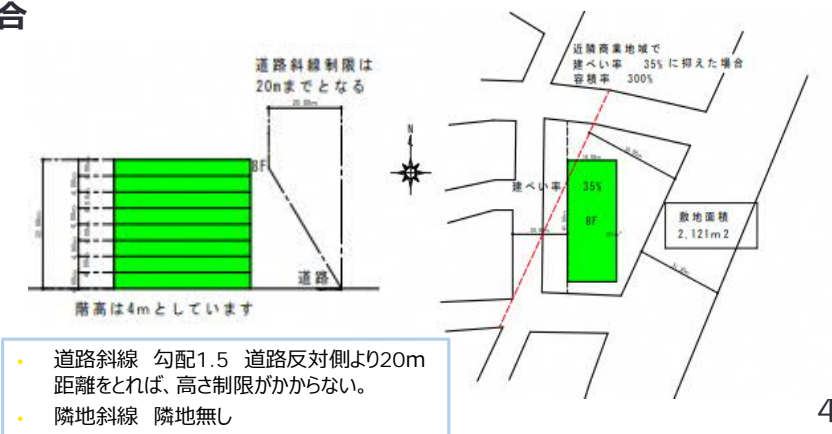 合
道路斜線制限は
20mまでとなる
20.00m
8F
道路
階高は4mとしています
N
近隣商業地域で
建ぺい率 35% に抑えた場合
容積率 300%
建ぺい率 35%
8F
敷地面積
2,121m2
・ 道路斜線 勾配1.5 道路反対側より20m
距離をとれば、高さ制限がかからない。
・ 隣地斜線 隣地無し
4